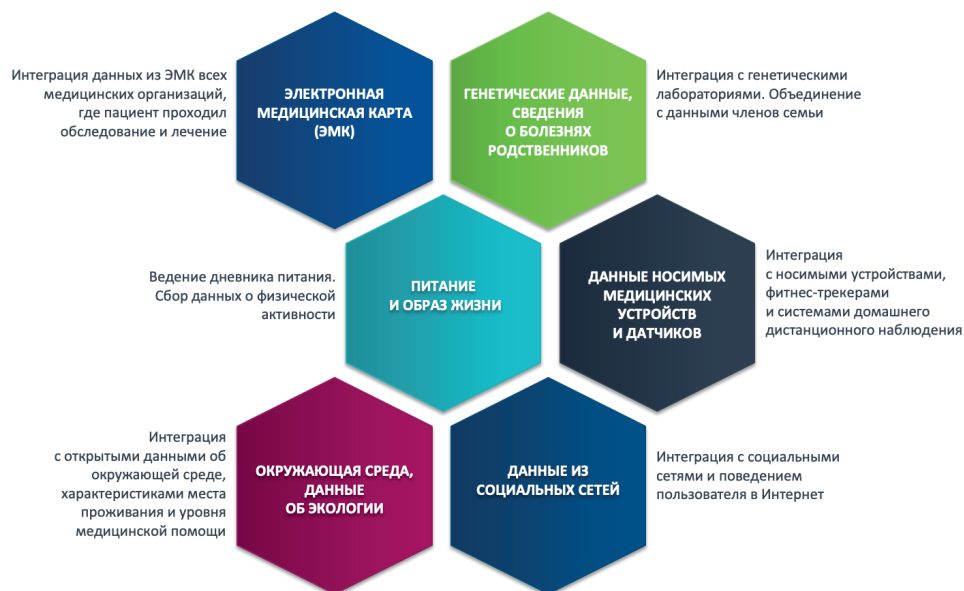 Интеграция данных из ЭМК всех
медицинских организаций,
где пациент проходил
обследование и лечение
ЭЛЕКТРОННАЯ
МЕДИЦИНСКАЯ КАРТА
(ЭМК)
ГЕНЕТИЧЕСКИЕ ДАННЫЕ,
СВЕДЕНИЯ
О БОЛЕЗНЯХ
РОДСТВЕННИКОВ
Интеграция с генетическими
лабораториями. Объединение
с данными членов семьи
Ведение дневника питания.
Сбор данных о физической
активности
ПИТАНИЕ
И ОБРАЗ ЖИЗНИ
ДАННЫЕ НОСИМЫХ
МЕДИЦИНСКИХ
УСТРОЙСТВ
И ДАТЧИКОВ
Интеграция
с носимыми устройствами,
фитнес-трекерами
и системами домашнего
дистанционного наблюдения
Интеграция
с открытыми данными об
окружающей среде,
характеристиками места
проживания и уровня
медицинской помощи
ОКРУЖАЮЩАЯ СРЕДА,
ДАННЫЕ
ОБ ЭКОЛОГИИ
ДАННЫЕ ИЗ
СОЦИАЛЬНЫХ СЕТЕЙ
Интеграция с социальными
сетями и поведением
пользователя в Интернет